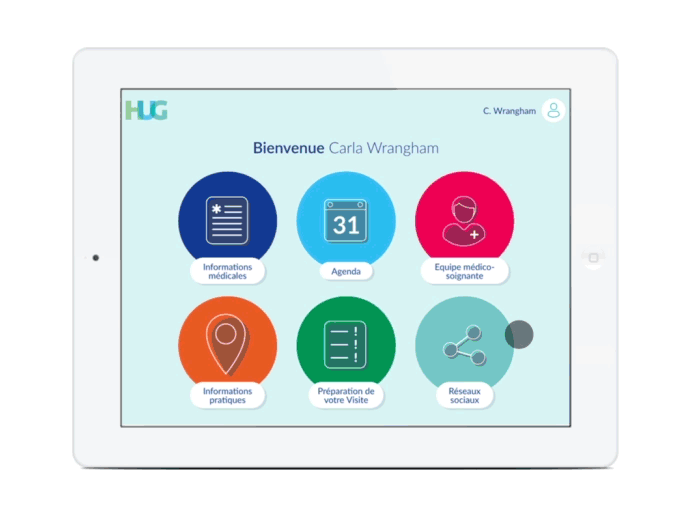 HUG
C. Wrangham
Bienvenue Carla Wrangham
Informations
médicales
31
Agenda
Equipe médico-
soignante
Informations
pratiques
Préparation de
votre Visite
Réseaux
sociaux